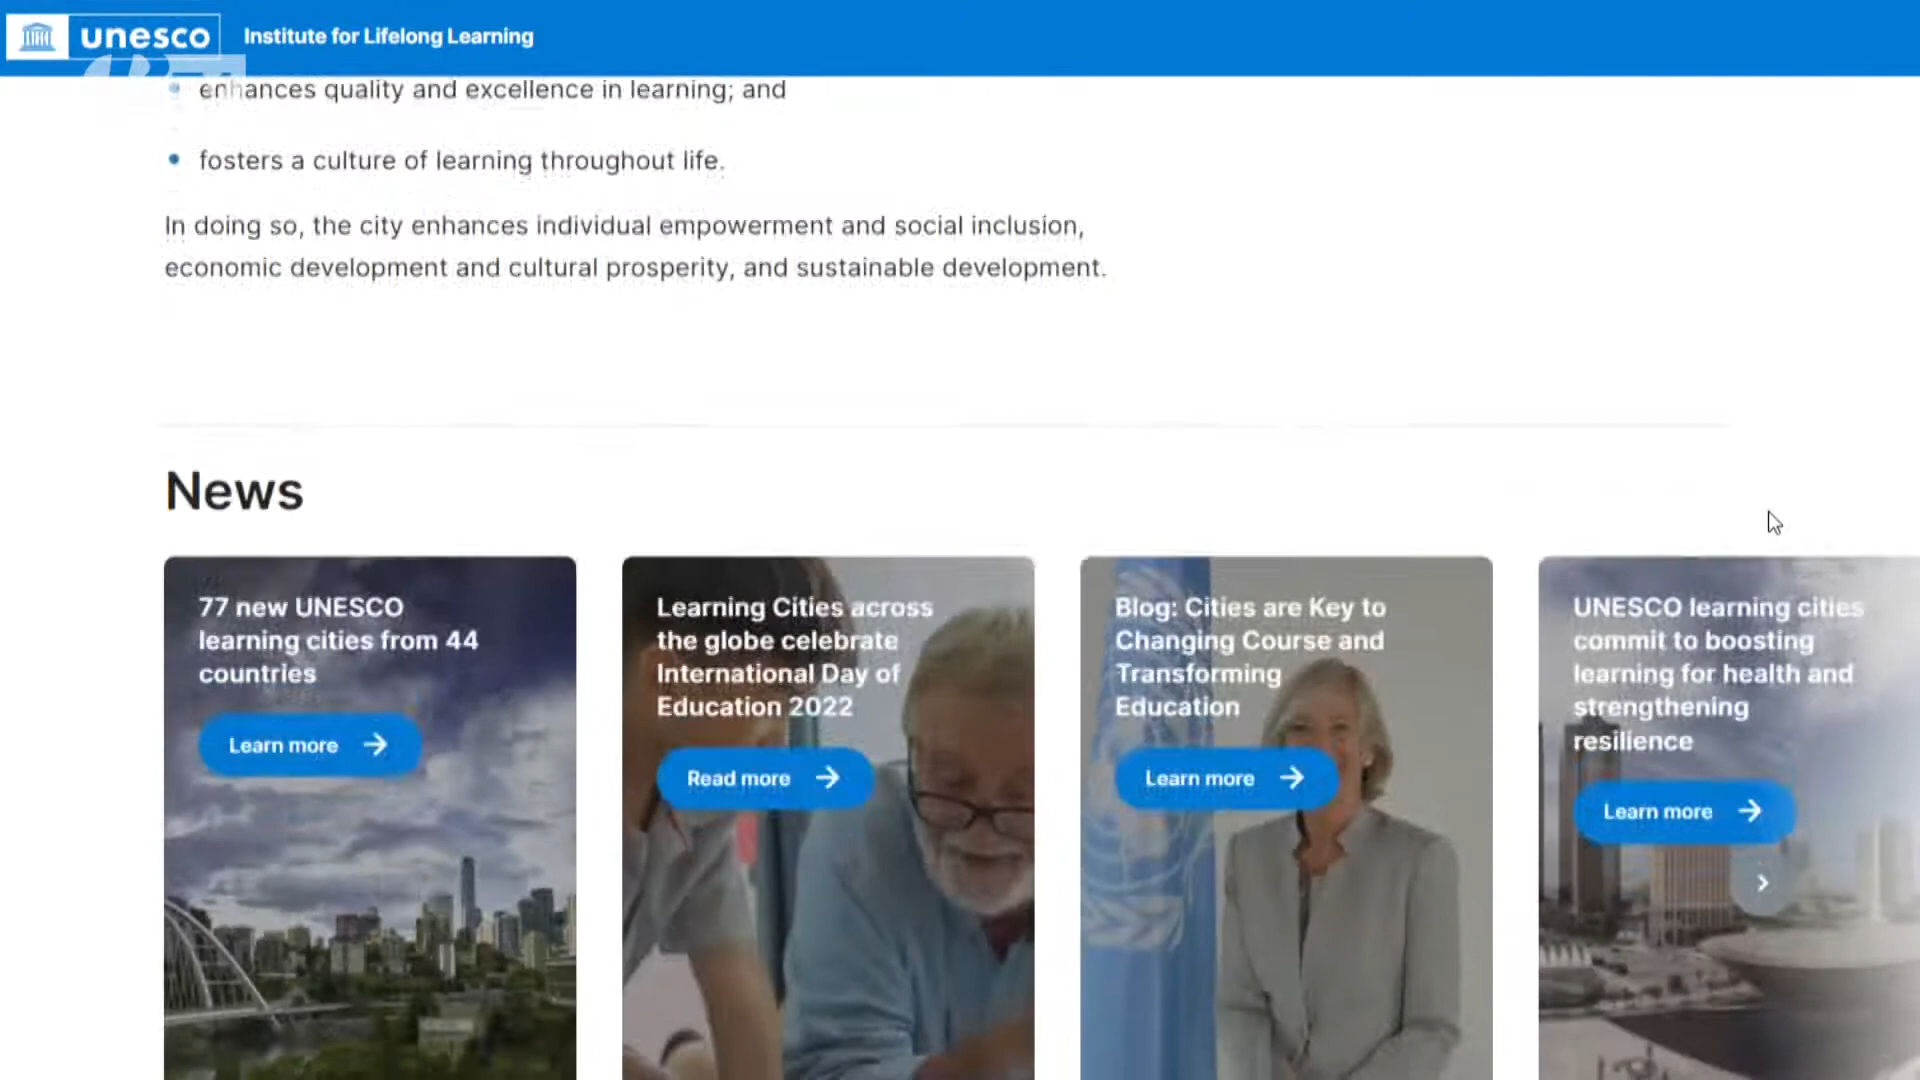 unesco
Institute for Lifelong Learning
enhances quality and excellence in learning; and
fosters a culture of learning throughout life.
In doing so, the city enhances individual empowerment and social inclusion,
economic development and cultural prosperity, and sustainable development.
News
77 new UNESCO
learning cities from 44
countries
Learn more
Learning Cities across
the globe celebrate
International Day of
Education 2022
Read more
Blog: Cities are Key to
Changing Course and
Transforming
Education
Learn more
UNESCO learning cities
commit to boosting
learning for health and
strengthening
resilience
Learn more